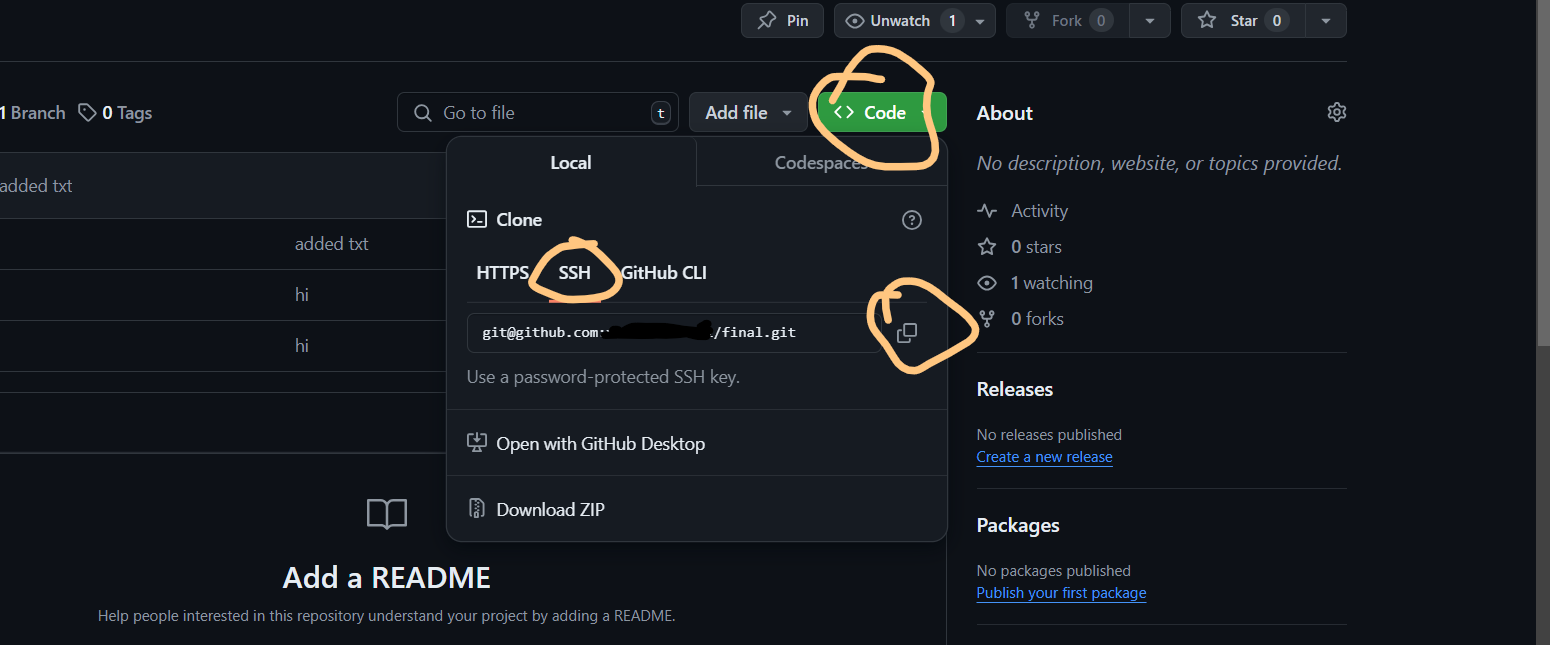 Pin
Unwatch 1
Fork 0
Star 0
1 Branch
0 Tags
Go to file t
Add file
Code
About
Local
Codespaces
No description, website, or topics provided.
added txt
Clone
Activity
added txt
0 stars
HTTPS
SSH
GitHub CLI
1 watching
hi
0 forks
git@github.com: /final.git
hi
Use a password-protected SSH key.
Releases
No releases published
Open with GitHub Desktop
Create a new release
Download ZIP
Packages
Add a README
No packages published
Publish your first package
Help people interested in this repository understand your project by adding a README.